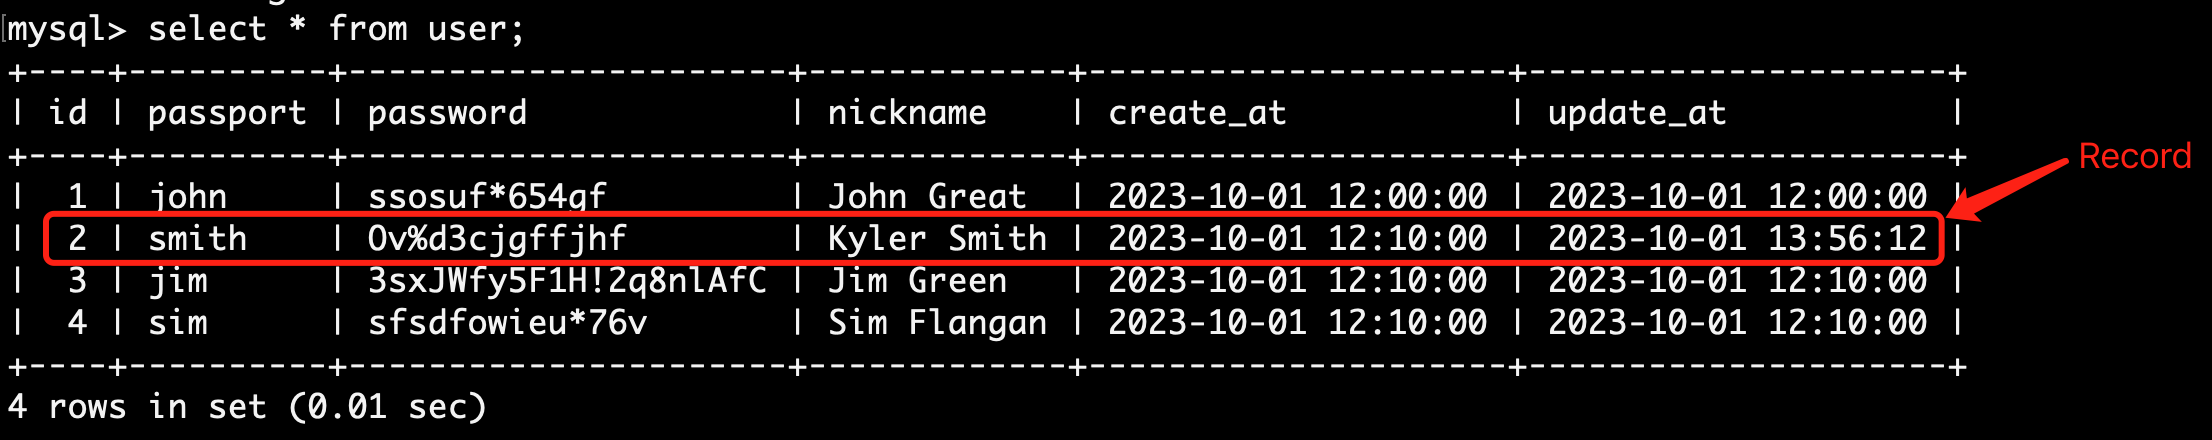 mysql> select * from user;
+----+----------+----------------------+-------------+---------------------+---------------------+
| id | passport | password             | nickname    | create_at           | update_at           |
+----+----------+----------------------+-------------+---------------------+---------------------+
Record
| 1 | john     | ssosuf*654gf         | John Great  | 2023-10-01 12:00:00 | 2023-10-01 12:00:00 |
| 2 | smith    | Ov%d3cjgffjhf        | Kyler Smith | 2023-10-01 12:10:00 | 2023-10-01 13:56:12 |
| 3 | jim      | 3sxJWfy5F1H!2q8nlAfC | Jim Green   | 2023-10-01 12:10:00 | 2023-10-01 12:10:00 |
| 4 | sim      | sfsdfowieu*76v       | Sim Flangan | 2023-10-01 12:10:00 | 2023-10-01 12:10:00 |
+----+----------+----------------------+-------------+---------------------+---------------------+
4 rows in set (0.01 sec)